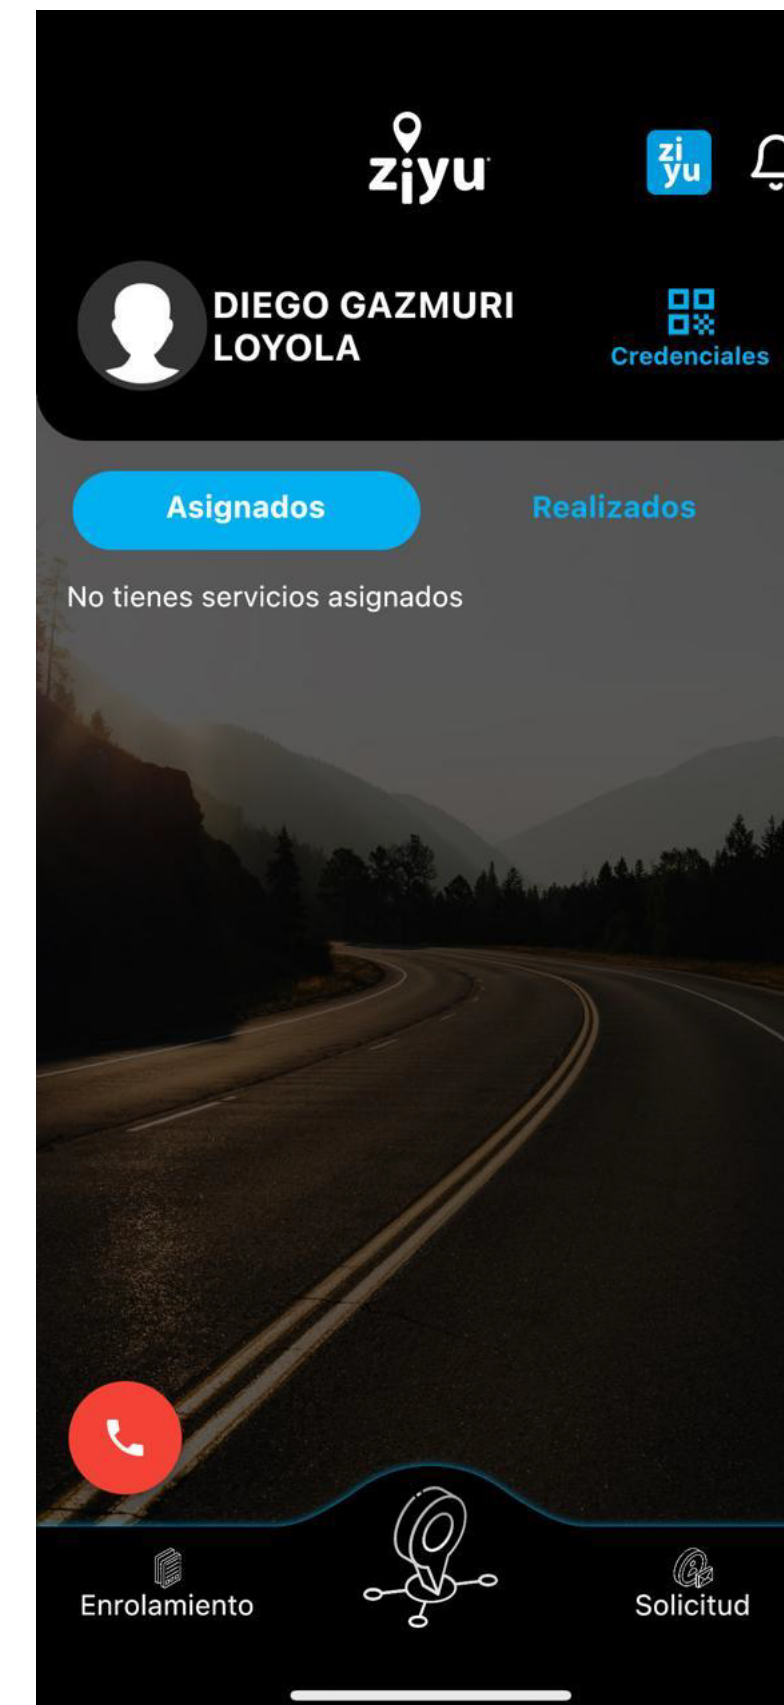 ziyu
zi
yu
DIEGO GAZMURI
LOYOLA
Credenciales
Asignados
Realizados
No tienes servicios asignados
Enrolamiento
Solicitud